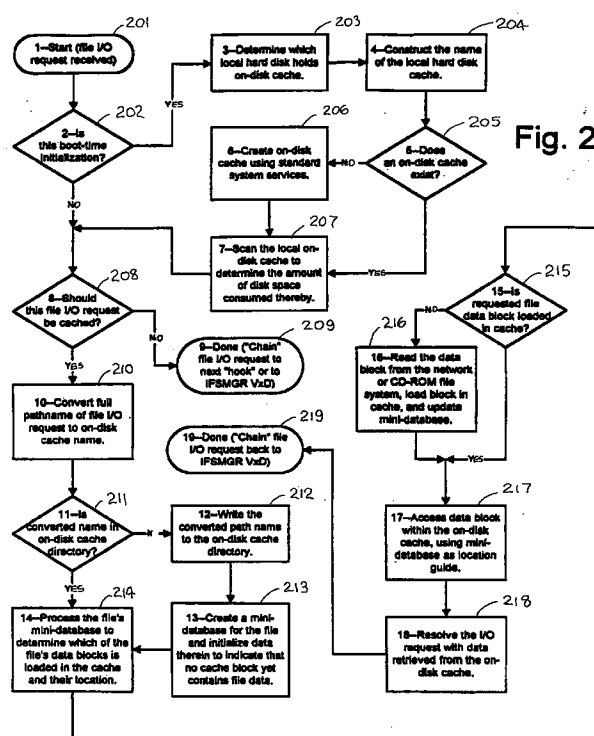 201
1--Start (file I/O
request received)
202
2--Is
this boot-time
initialization?
YES
NO
203
3--Determine which
local hard disk holds
on-disk cache.
204
4--Construct the name
of the local hard disk
cache.
205
5--Does
an on-disk cache
exist?
NO
YES
Fig. 2
206
6--Create on-disk
cache using standard
system services.
207
7--Scan the local on-
disk cache to
determine the amount
of disk space
consumed thereby.
208
8--Should
this file I/O request
be cached?
NO
YES
209
9--Done ("Chain"
file I/O request to
next "hook" or to
IFSMGR VxD)
210
10--Convert full
pathname of file I/O
request to on-disk
cache name.
211
11--Is
converted name in
on-disk cache
directory?
N
YES
212
12--Write the
converted path name
to the on-disk cache
directory.
213
13--Create a mini-
database for the file
and initialize data
therein to indicate that
no cache block yet
contains file data.
214
14--Process the file's
mini-database to
determine which of the
file's data blocks is
loaded in the cache
and their location.
215
15--Is
requested file
data block loaded
in cache?
NO
YES
216
16--Read the data
block from the network
or CD-ROM file
system, load block in
cache, and update
mini-database.
217
17--Access data block
within the on-disk
cache, using mini-
database as location
guide.
218
18--Resolve the I/O
request with data
retrieved from the on-
disk cache.
219
19--Done ("Chain" file
I/O request back to
IFSMGR VxD)